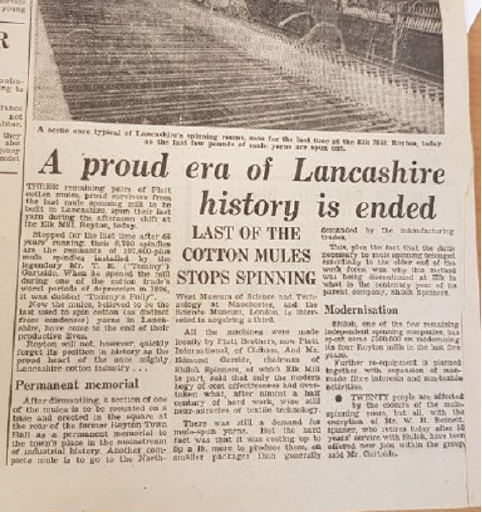 A scene once typical of Lancashire's spinning rooms, seen for the last time at the Elk Mill, Royton, today
as the last few pounds of mule yarns are spun out.
A proud era of Lancashire
history is ended
THREE remaining pairs of Platt
cotton mules, proud survivors from
the last mule spinning mill to be
built in Lancashire, spun their last
yarn during the afternoon shift at
the Elk Mill, Royton, today.
Stopped for the last time after
years' running, their spindles
are the remnants of
mule spindles installed by the
legendary Mr. T. E. ("Tommy")
Gartside. When he opened the mill
during one of the cotton trade's
worst periods of depression in
it was dubbed "Tommy's Folly."
Now the mules, believed to be the
last used to spin cotton (as distinct
from condenser) yarns in Lanca-
shire, have come to the end of their
productive lives.
Royton will not, however, quickly
forget its position in history as the
proud heart of the once mighty
Lancashire cotton industry . . .
Permanent memorial
After dismantling, a section of one
of the mules is to be mounted on a
base and erected in the square at
the rear of the former Royton Town
Hall as a permanent memorial to
the town's place in the mainstream
of industrial history. Another com-
plete mule is to go to the North-
LAST OF THE
COTTON MULES
STOPS SPINNING
West Museum of Science and Tech-
nology at Manchester, and the
Science Museum, London, is inter-
ested in acquiring a third.
All the machines were made
locally by Platt Brothers, now Platt
International, of Oldham. And Mr.
Edmund Gartside, chairman of
Shiloh Spinners, of which Elk Mill
is part, said that only the modern
logy of cost effectiveness had over-
taken what, after almost a half
century of hard work, were still
near-miracles of textile technology.
There was still a demand for
mule-spun yarns. But the hard
fact was that it was costing up to
a lb. more to produce them, on
smaller packages than generally
demanded by the manufacturing
trades.
This, plus the fact that the skills
necessary to mule spinning belonged
to the older age of the
work force, was why this method
was being discontinued at Elk in
what is the centenary year of its
parent company, Shiloh Spinners.
Modernisation
Shiloh, one of the few remaining
independent spinning companies, has
spent some £500,000 on modernising
its four Royton mills in the last five
years.
Further re-equipment is planned
together with expansion of man-
made fibre interests and non-textile
activities.
● TWENTY people are affected
by the closure of the mule
spinning room, but all, with the
exception of Mr. W. H. Bennett,
spinner, who retires today after 50
years' service with Shiloh, have been
offered new jobs within the group,
said Mr. Gartside.